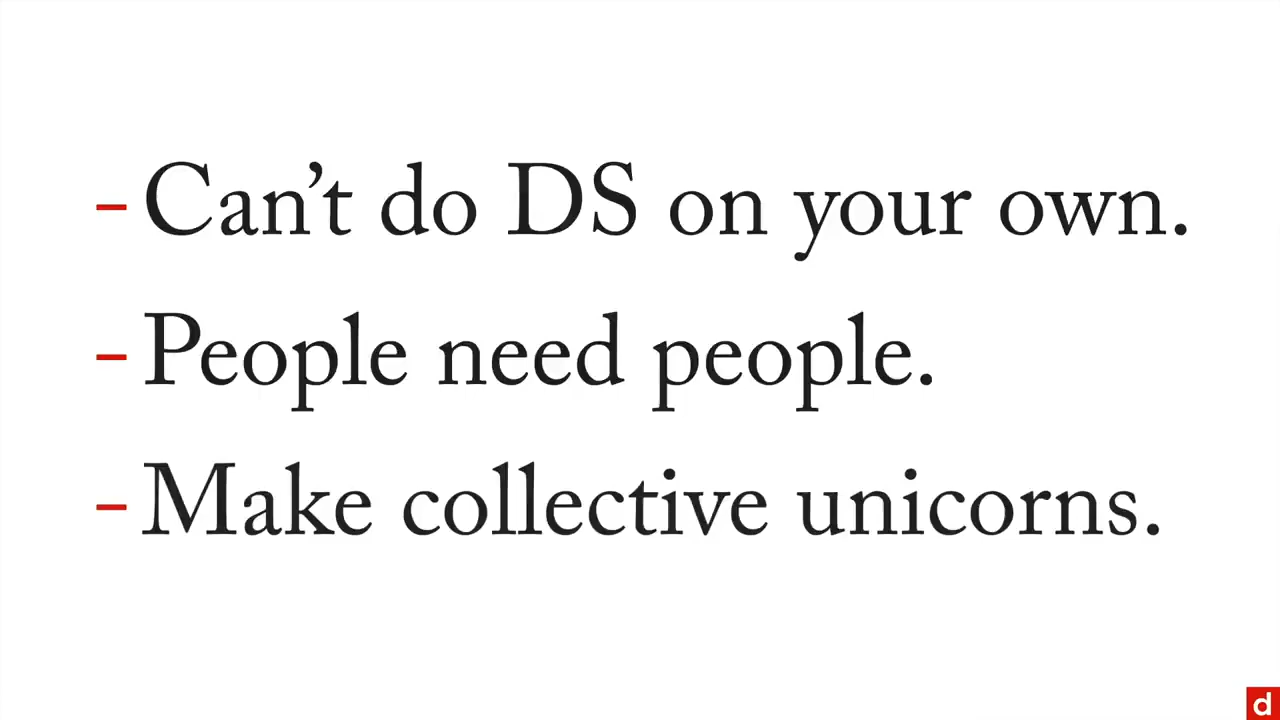 - Can’t do DS on your own.
- People need people.
- Make collective unicorns.
d